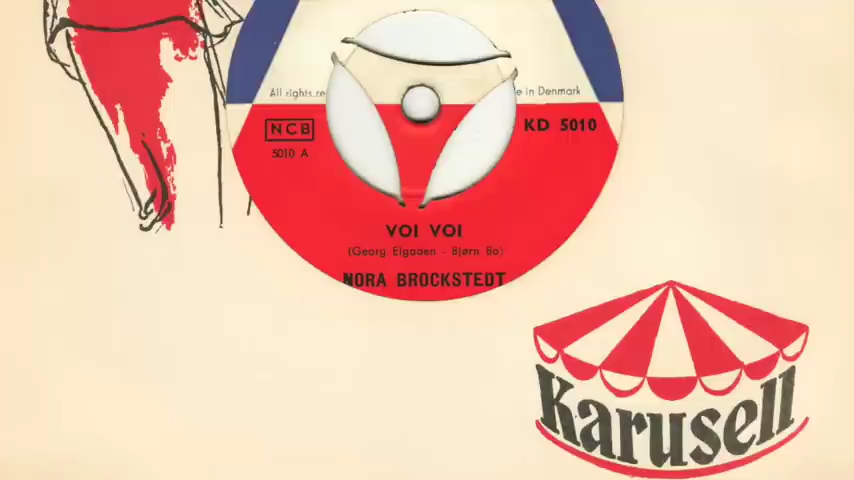 All rights re
e in Denmark
NCB
KD 5010
5010 A
VOI VOI
(Georg Elgaaen - Bjørn Bo)
NORA BROCKSTEDT
Karusell